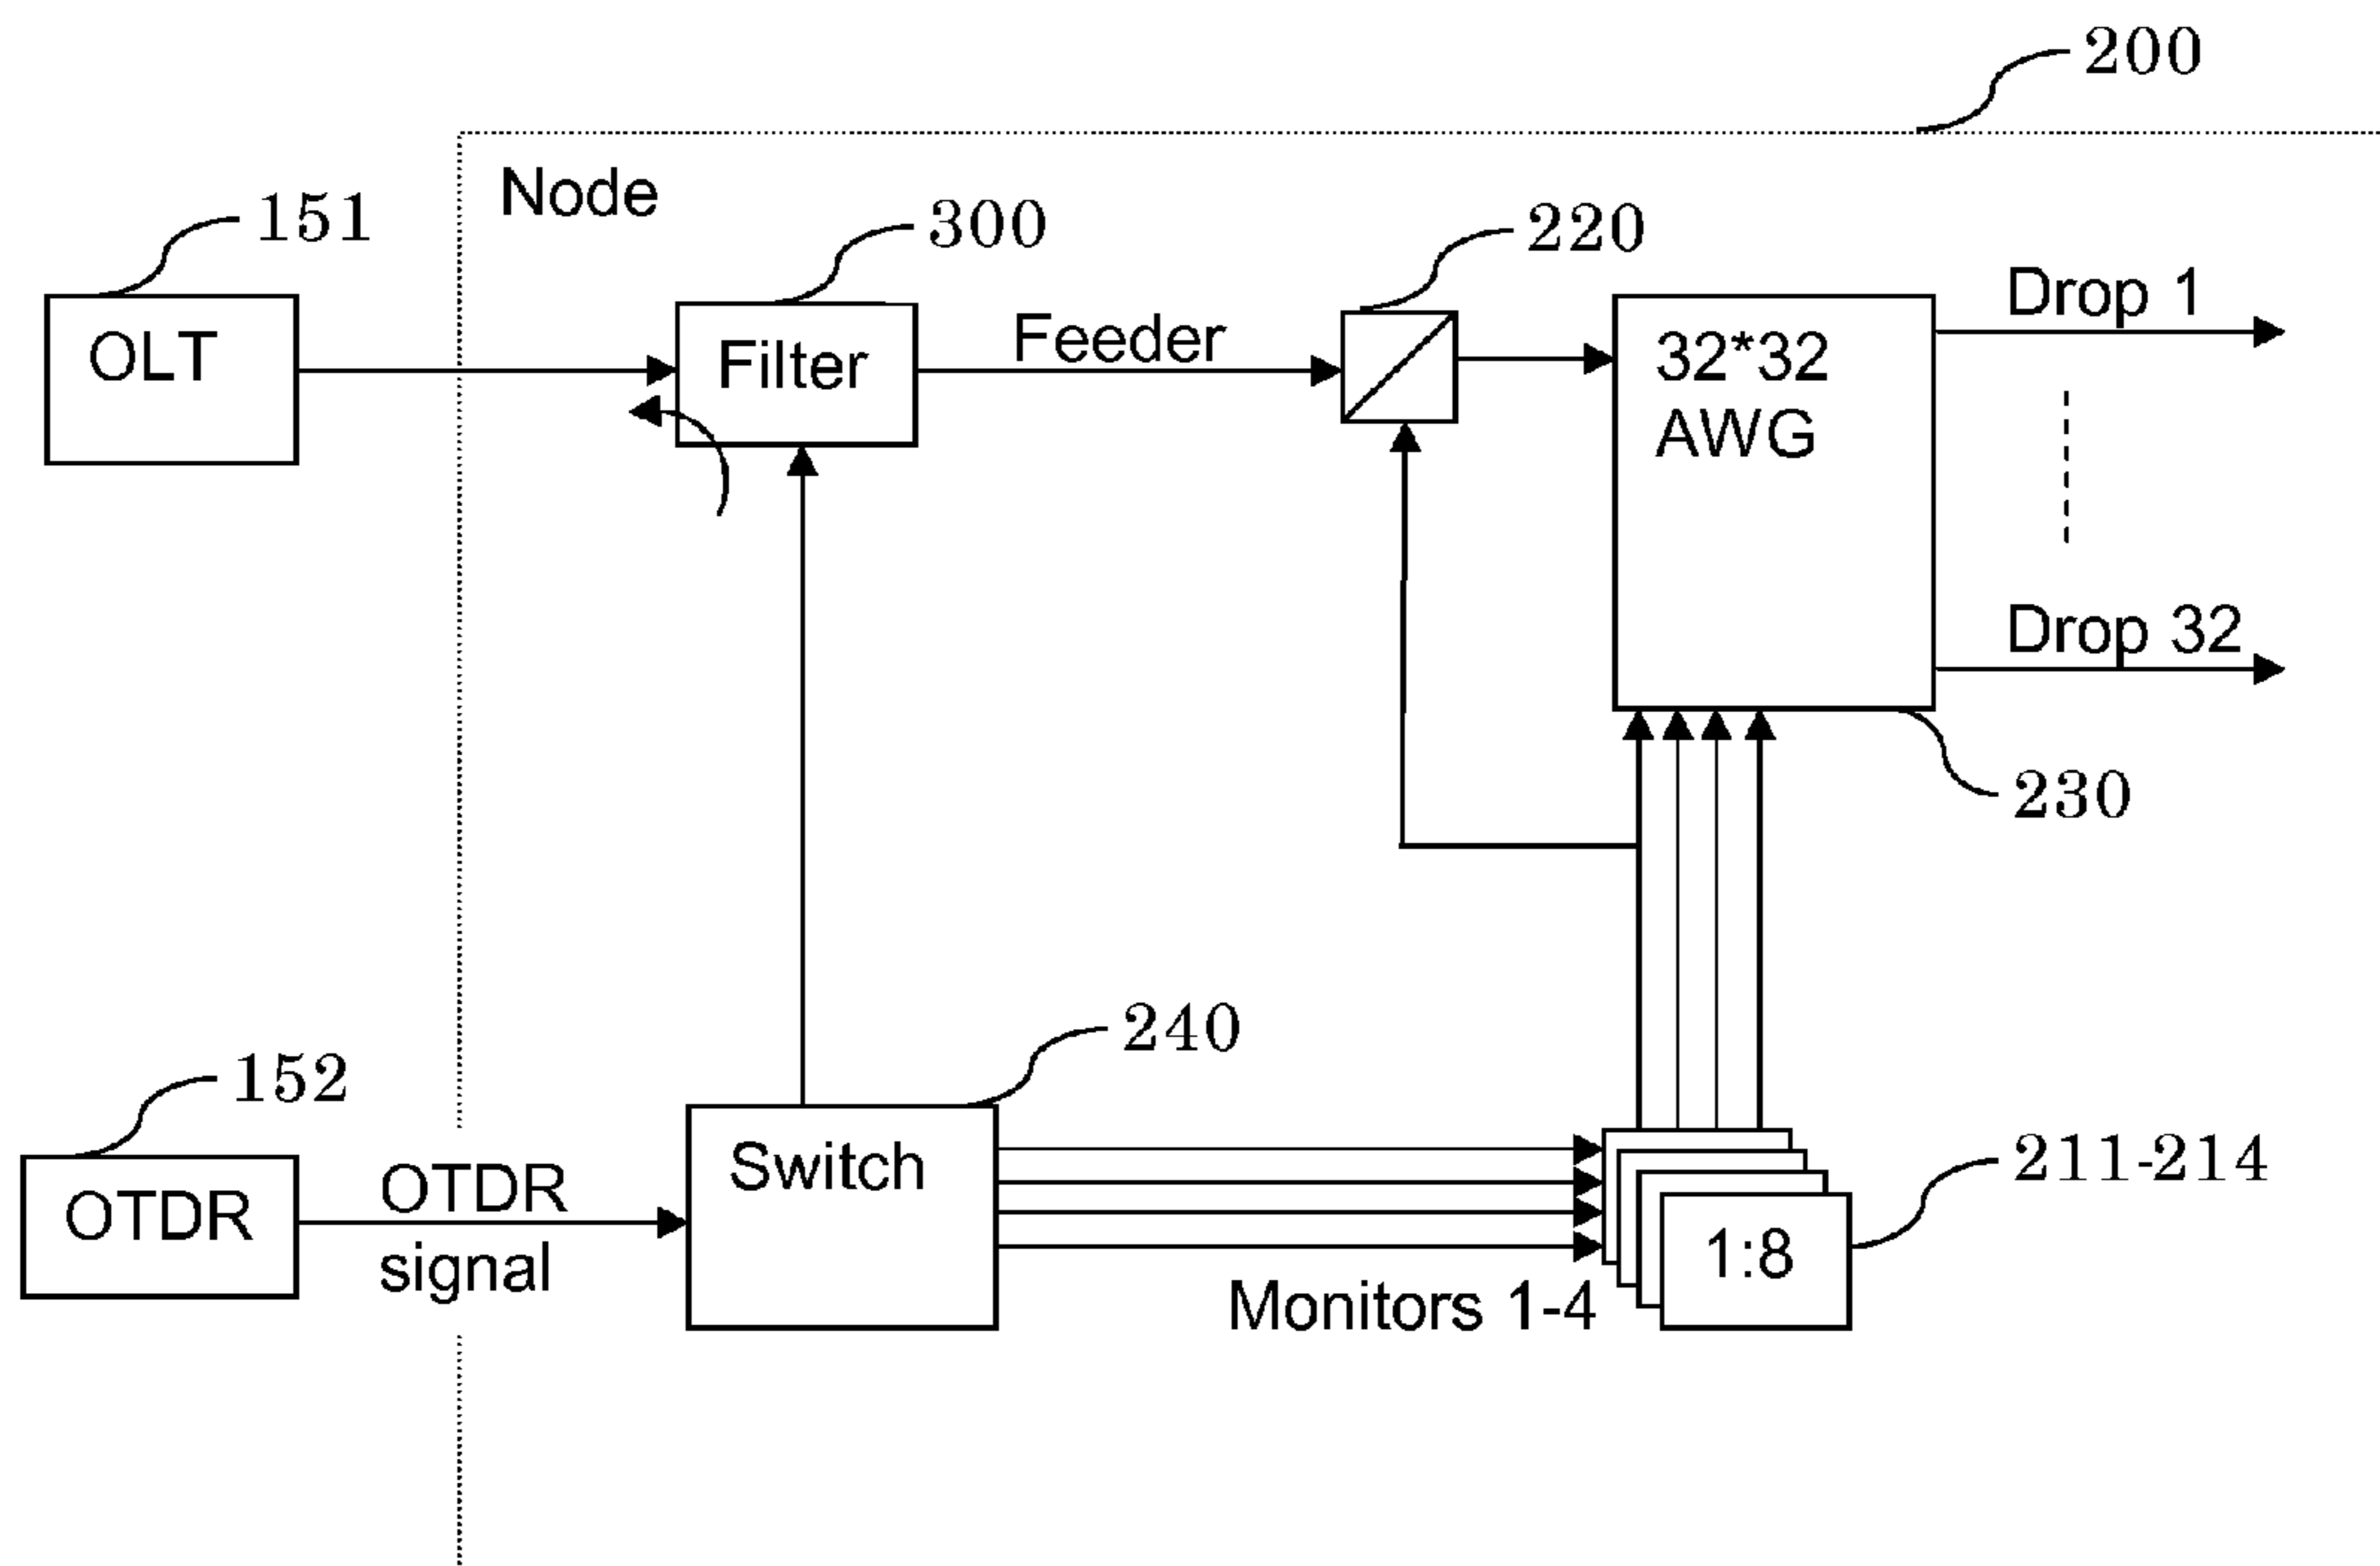 200
Node
151
300
220
OLT
Filter
Feeder
32*32
AWG
Drop 1
Drop 32
230
240
152
OTDR
OTDR
signal
Switch
Monitors 1-4
1:8
211-214